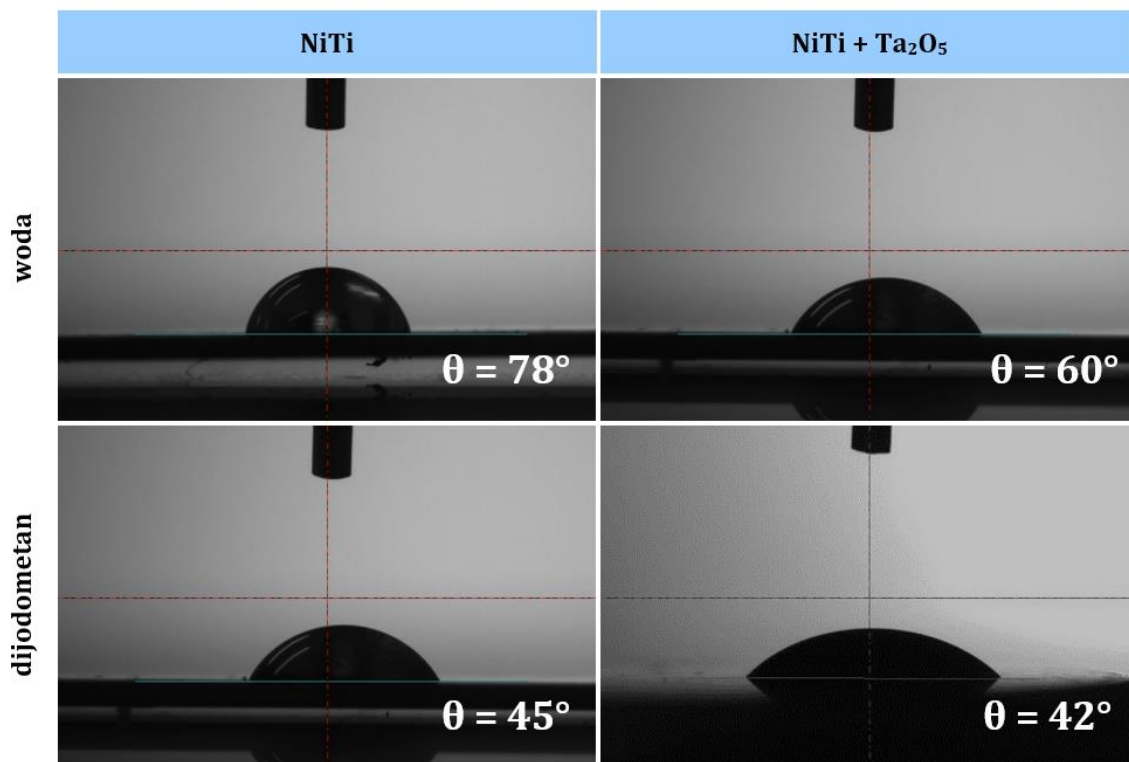 NiTi
NiTi + Ta₂O₅
woda
θ = 78°
θ = 60°
dijodometan
θ = 45°
θ = 42°